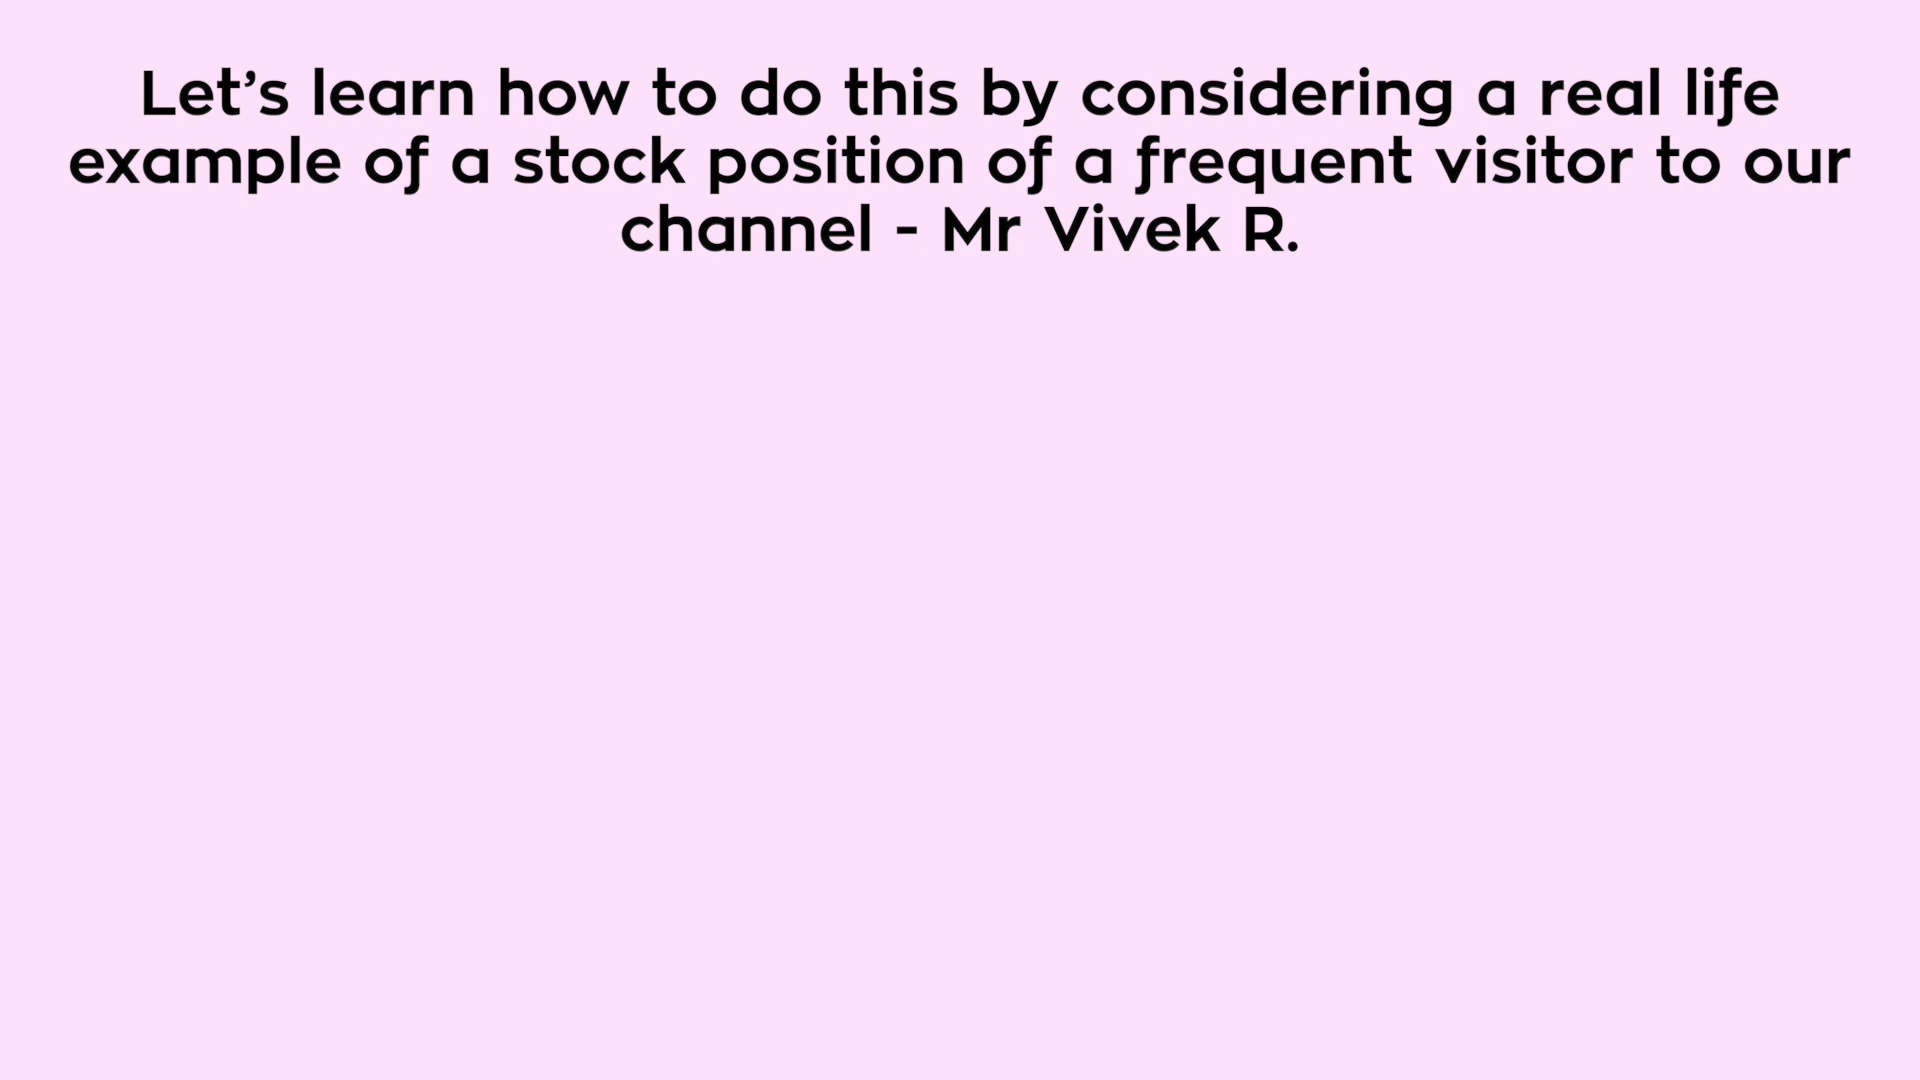 Let’s learn how to do this by considering a real life
example of a stock position of a frequent visitor to our
channel - Mr Vivek R.